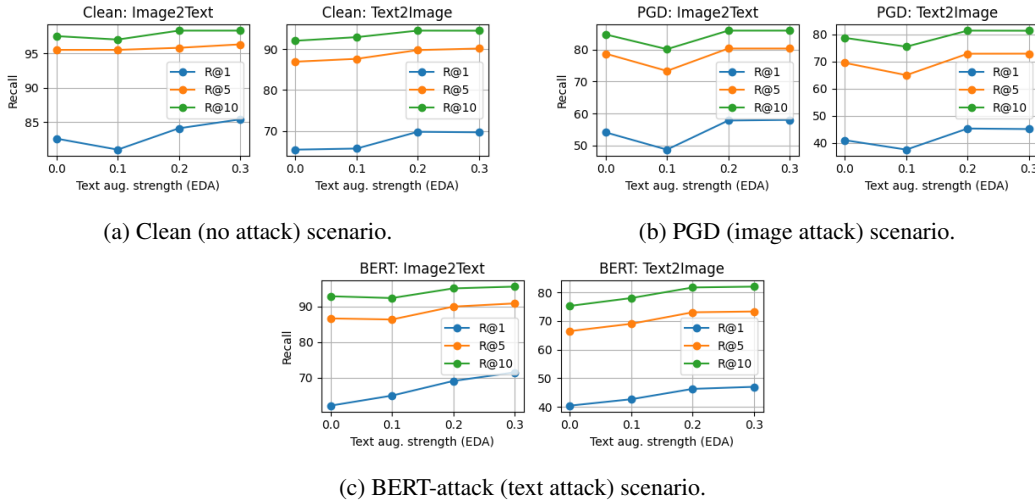 Clean: Image2Text
Clean: Text2Image
PGD: Image2Text
PGD: Text2Image
Recall
95
90
85
R@1
R@5
R@10
0.0 0.1 0.2 0.3
Text aug. strength (EDA)
90
80
70
R@1
R@5
R@10
0.0 0.1 0.2 0.3
Text aug. strength (EDA)
80
70
60
50
R@1
R@5
R@10
0.0 0.1 0.2 0.3
Text aug. strength (EDA)
80
70
60
50
40
R@1
R@5
R@10
0.0 0.1 0.2 0.3
Text aug. strength (EDA)
(a) Clean (no attack) scenario.
(b) PGD (image attack) scenario.
BERT: Image2Text
BERT: Text2Image
Recall
90
80
70
R@1
R@5
R@10
0.0 0.1 0.2 0.3
Text aug. strength (EDA)
80
70
60
50
40
R@1
R@5
R@10
0.0 0.1 0.2 0.3
Text aug. strength (EDA)
(c) BERT-attack (text attack) scenario.